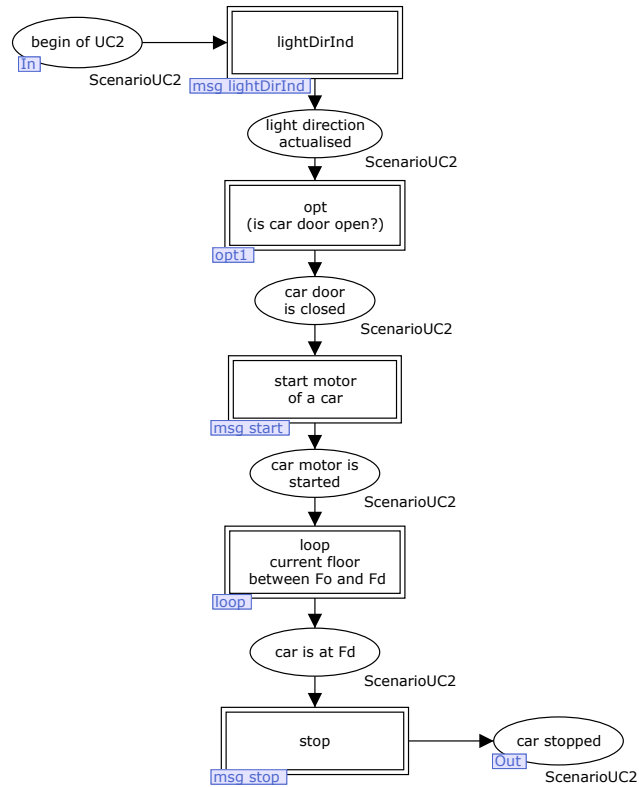 begin of UC2
In
ScenarioUC2
lightDirInd
msg lightDirInd
light direction
actualised
ScenarioUC2
opt
(is car door open?)
opt1
car door
is closed
ScenarioUC2
start motor
of a car
msg start
car motor is
started
ScenarioUC2
loop
current floor
between Fo and Fd
loop
car is at Fd
ScenarioUC2
stop
msg stop
car stopped
Out
ScenarioUC2